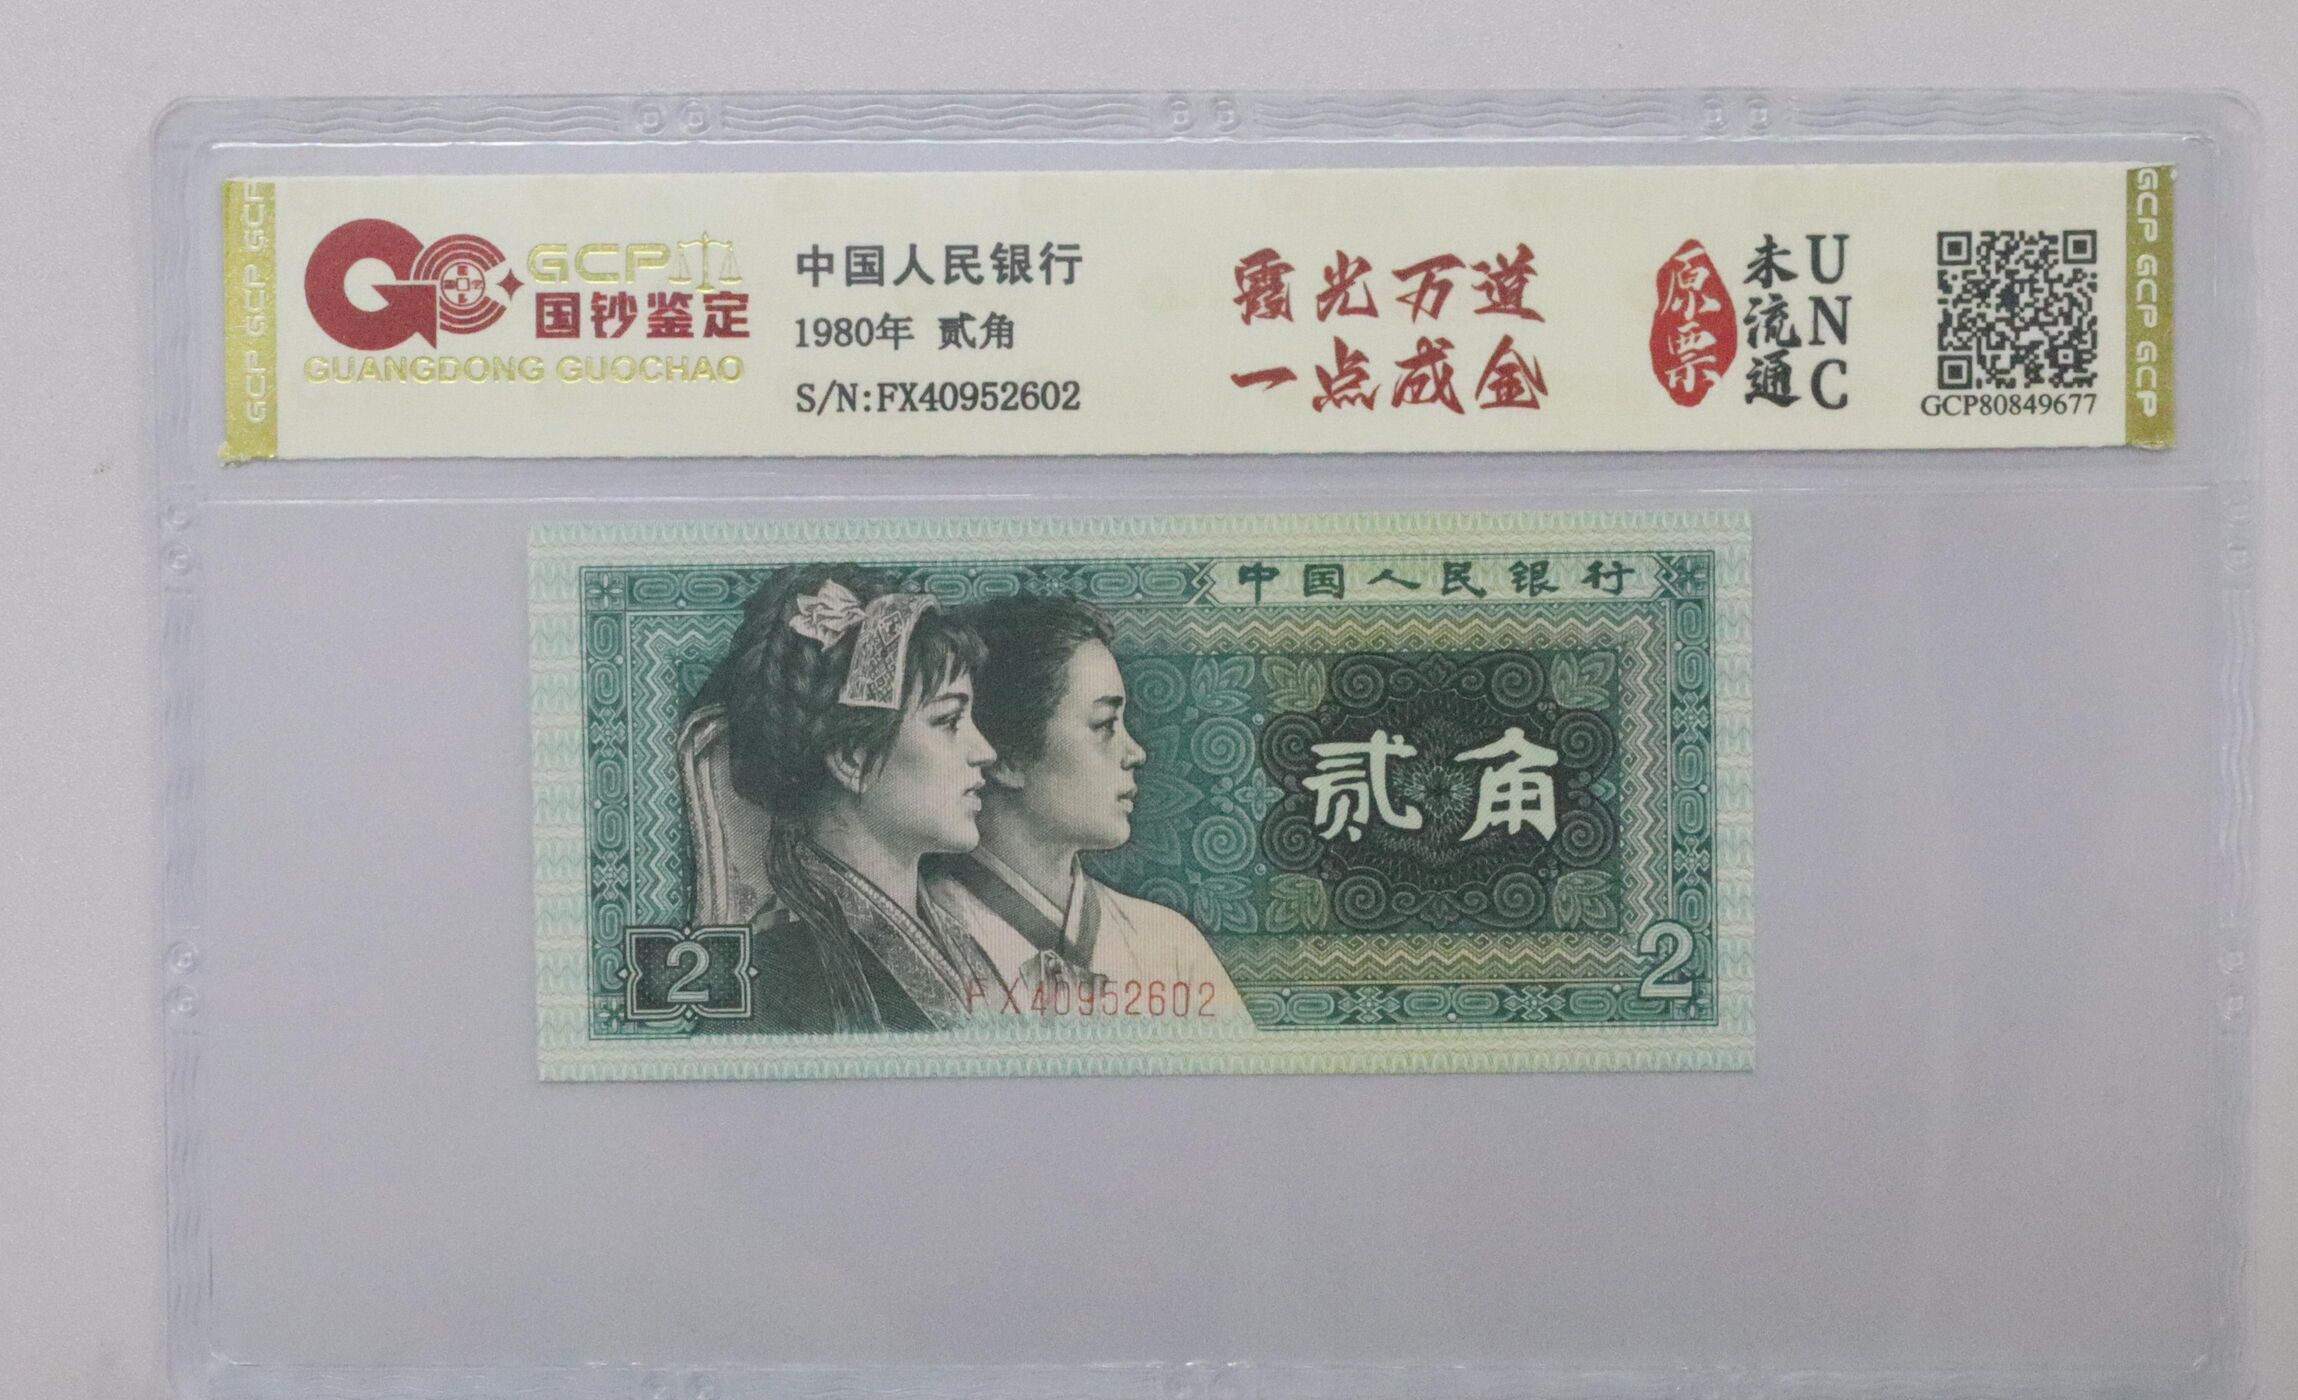 GCP GCP GCP
GCP
国钞鉴定
GUANGDONG GUOCHAO
中国人民银行
1980年 贰角
S/N:FX40952602
霞光万道
一点成金
原票
未流通
UNC
GCP80849677
GCP GCP GCP
中国人民银行
贰角
2
2
FX40952602